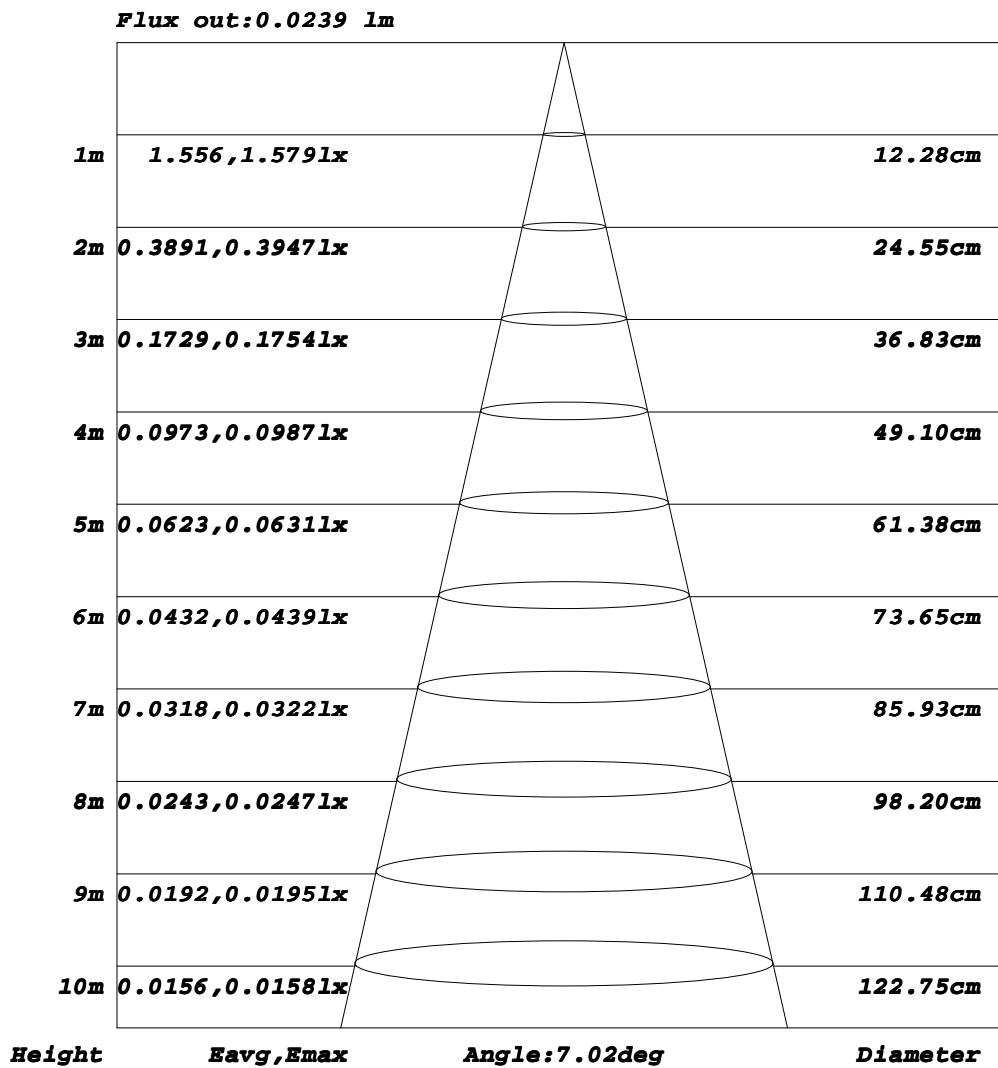 Flux out:0.0239 lm
1m 1.556,1.579lx 12.28cm
2m 0.3891,0.3947lx 24.55cm
3m 0.1729,0.1754lx 36.83cm
4m 0.0973,0.0987lx 49.10cm
5m 0.0623,0.0631lx 61.38cm
6m 0.0432,0.0439lx 73.65cm
7m 0.0318,0.0322lx 85.93cm
8m 0.0243,0.0247lx 98.20cm
9m 0.0192,0.0195lx 110.48cm
10m 0.0156,0.0158lx 122.75cm
Height Eavg,Emax Angle:7.02deg Diameter